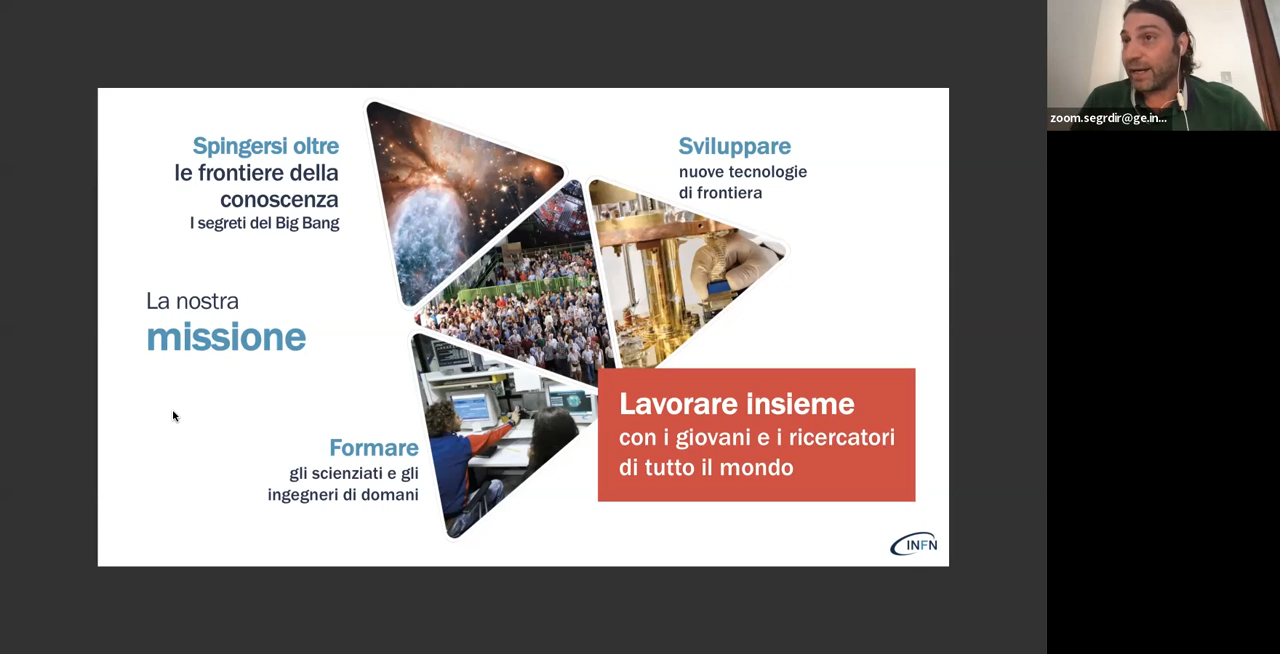 Spingersi oltre
le frontiere della
conoscenza
I segreti del Big Bang
Sviluppare
nuove tecnologie
di frontiera
La nostra
missione
Lavorare insieme
con i giovani e i ricercatori
di tutto il mondo
Formare
gli scienziati e gli
ingegneri di domani
INFN
zoom.segrdir@ge.in...